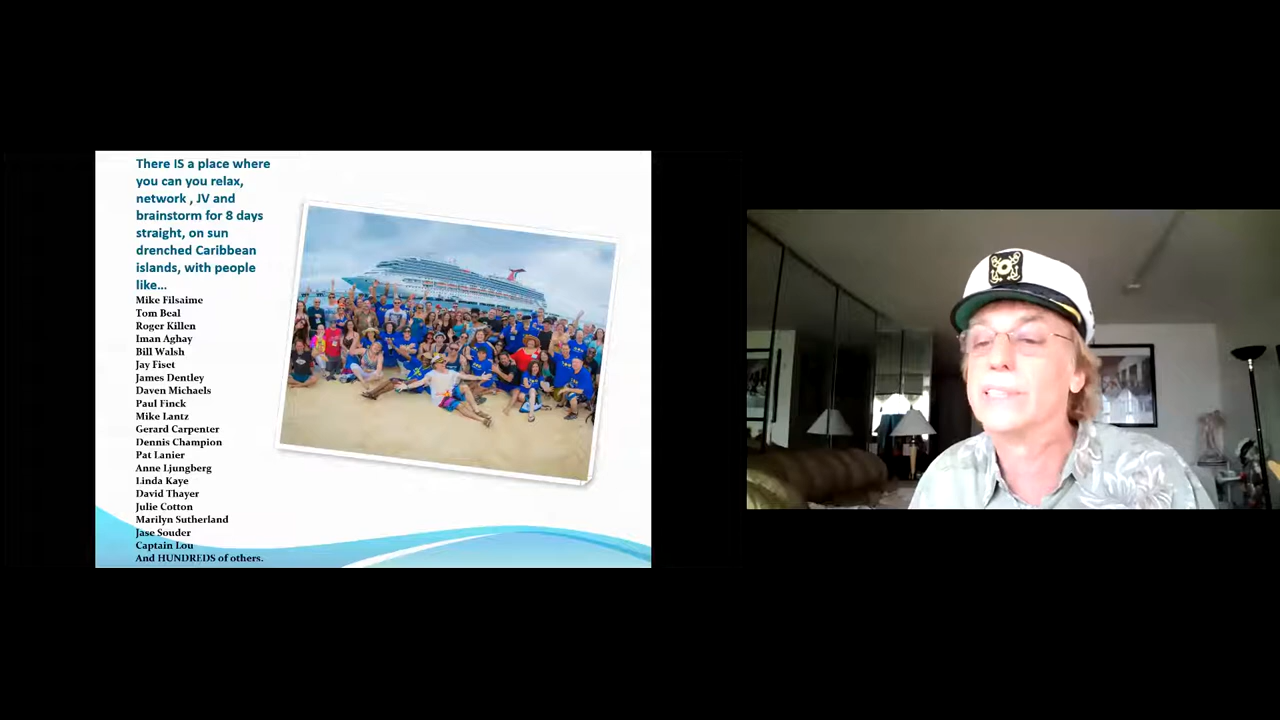 There IS a place where
you can you relax,
network , JV and
brainstorm for 8 days
straight, on sun
drenched Caribbean
islands, with people
like...
Mike Filsaime
Tom Beal
Roger Killen
Iman Aghay
Bill Walsh
Jay Fiset
James Dentley
Daven Michaels
Paul Finck
Mike Lantz
Gerard Carpenter
Dennis Champion
Pat Lanier
Anne Ljungberg
Linda Kaye
David Thayer
Julie Cotton
Marilyn Sutherland
Jase Souder
Captain Lou
And HUNDREDS of others.